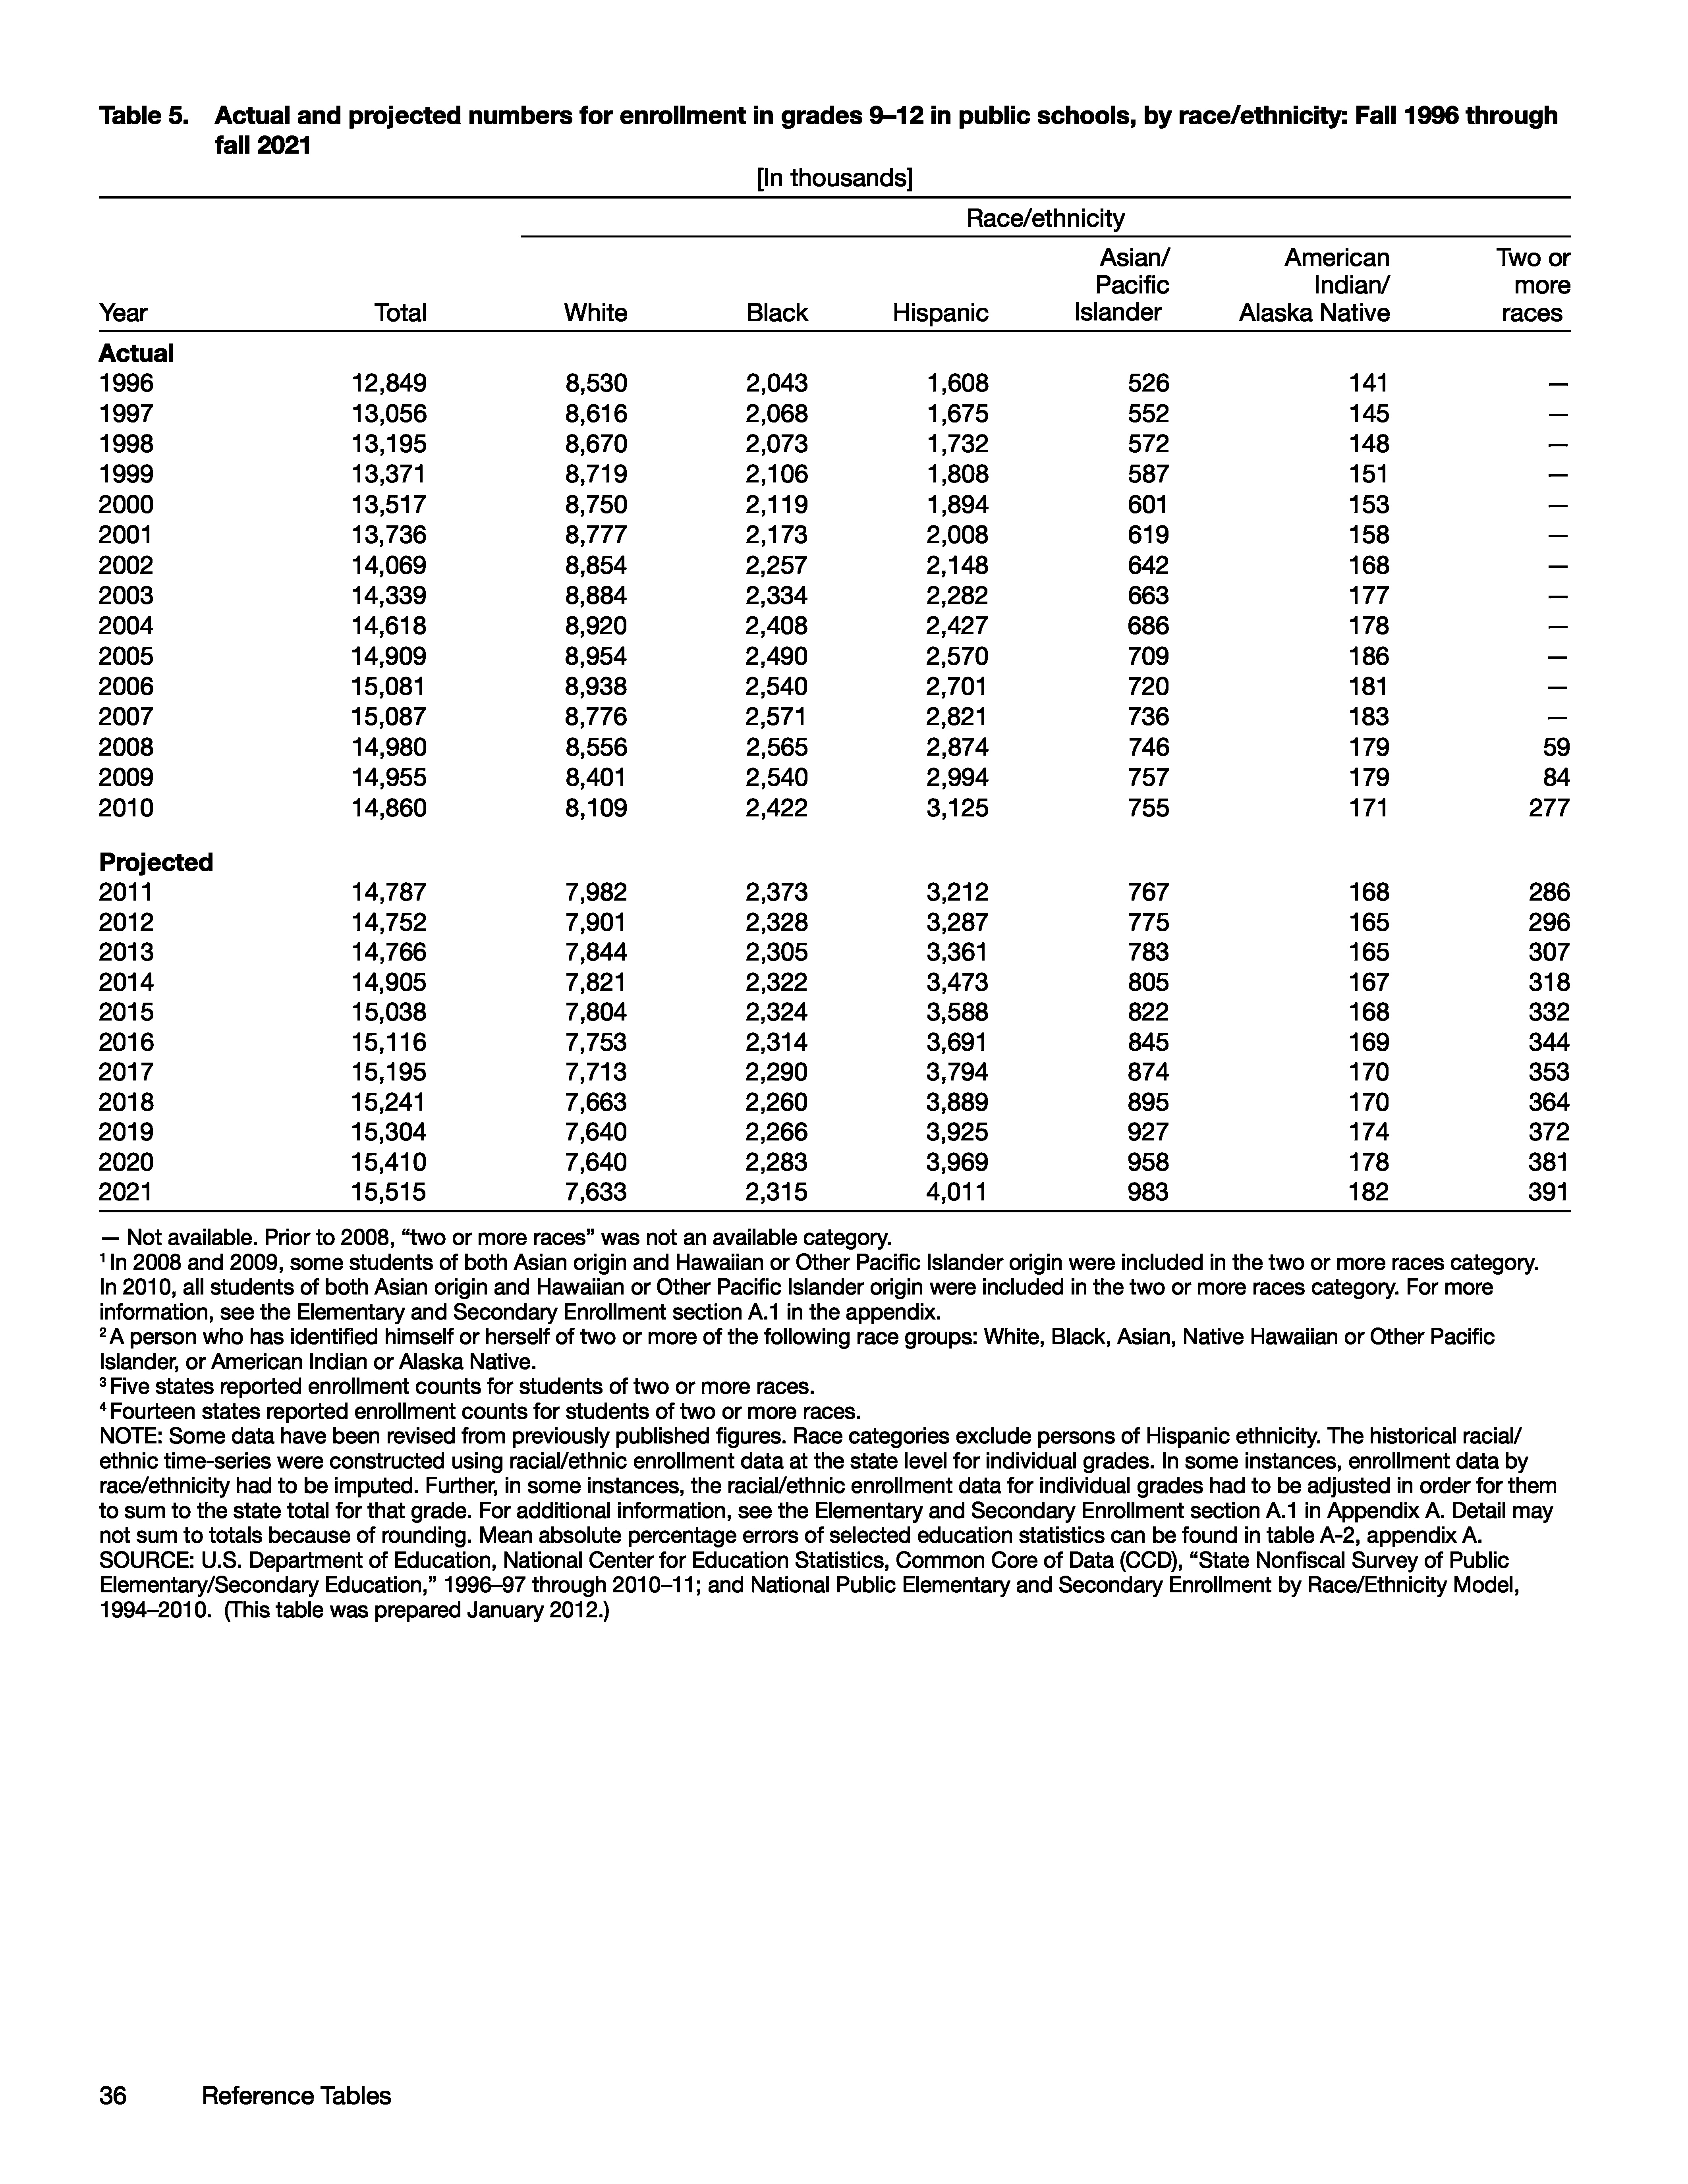 Table 5. Actual and projected numbers for enrollment in grades 9–12 in public schools, by race/ethnicity: Fall 1996 through
fall 2021
[In thousands]
Race/ethnicity
Asian/ American Two or
Pacific Indian/ more
Year Total White Black Hispanic Islander Alaska Native races
Actual
1996 12,849 8,530 2,043 1,608 526 141 —
1997 13,056 8,616 2,068 1,675 552 145 —
1998 13,195 8,670 2,073 1,732 572 148 —
1999 13,371 8,719 2,106 1,808 587 151 —
2000 13,517 8,750 2,119 1,894 601 153 —
2001 13,736 8,777 2,173 2,008 619 158 —
2002 14,069 8,854 2,257 2,148 642 168 —
2003 14,339 8,884 2,334 2,282 663 177 —
2004 14,618 8,920 2,408 2,427 686 178 —
2005 14,909 8,954 2,490 2,570 709 186 —
2006 15,081 8,938 2,540 2,701 720 181 —
2007 15,087 8,776 2,571 2,821 736 183 —
2008 14,980 8,556 2,565 2,874 746 179 59
2009 14,955 8,401 2,540 2,994 757 179 84
2010 14,860 8,109 2,422 3,125 755 171 277
Projected
2011 14,787 7,982 2,373 3,212 767 168 286
2012 14,752 7,901 2,328 3,287 775 165 296
2013 14,766 7,844 2,305 3,361 783 165 307
2014 14,905 7,821 2,322 3,473 805 167 318
2015 15,038 7,804 2,324 3,588 822 168 332
2016 15,116 7,753 2,314 3,691 845 169 344
2017 15,195 7,713 2,290 3,794 874 170 353
2018 15,241 7,663 2,260 3,889 895 170 364
2019 15,304 7,640 2,266 3,925 927 174 372
2020 15,410 7,640 2,283 3,969 958 178 381
2021 15,515 7,633 2,315 4,011 983 182 391
— Not available. Prior to 2008, “two or more races” was not an available category.
¹ In 2008 and 2009, some students of both Asian origin and Hawaiian or Other Pacific Islander origin were included in the two or more races category.
In 2010, all students of both Asian origin and Hawaiian or Other Pacific Islander origin were included in the two or more races category. For more
information, see the Elementary and Secondary Enrollment section A.1 in the appendix.
² A person who has identified himself or herself of two or more of the following race groups: White, Black, Asian, Native Hawaiian or Other Pacific
Islander, or American Indian or Alaska Native.
³ Five states reported enrollment counts for students of two or more races.
⁴ Fourteen states reported enrollment counts for students of two or more races.
NOTE: Some data have been revised from previously published figures. Race categories exclude persons of Hispanic ethnicity. The historical racial/
ethnic time-series were constructed using racial/ethnic enrollment data at the state level for individual grades. In some instances, enrollment data by
race/ethnicity had to be imputed. Further, in some instances, the racial/ethnic enrollment data for individual grades had to be adjusted in order for them
to sum to the state total for that grade. For additional information, see the Elementary and Secondary Enrollment section A.1 in Appendix A. Detail may
not sum to totals because of rounding. Mean absolute percentage errors of selected education statistics can be found in table A-2, appendix A.
SOURCE: U.S. Department of Education, National Center for Education Statistics, Common Core of Data (CCD), “State Nonfiscal Survey of Public
Elementary/Secondary Education,” 1996–97 through 2010–11; and National Public Elementary and Secondary Enrollment by Race/Ethnicity Model,
1994–2010. (This table was prepared January 2012.)
36 Reference Tables